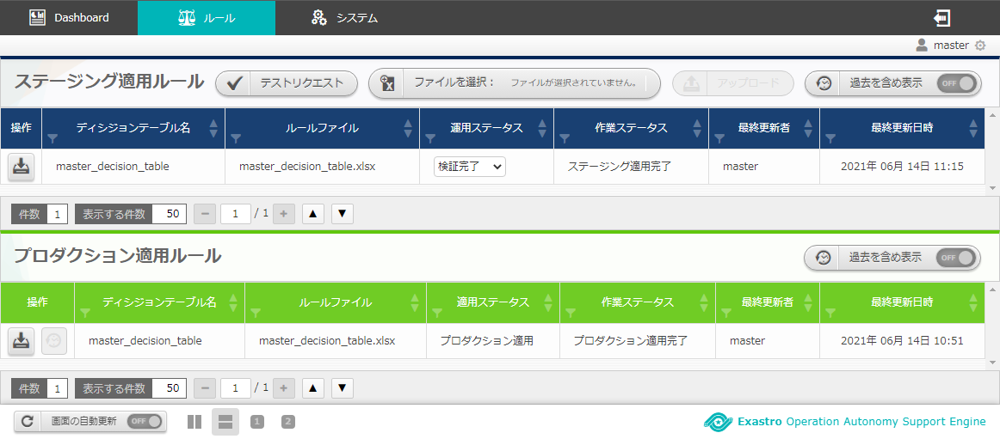 Dashboard ルール システム
master
ステージング適用ルール テストリクエスト ファイルを選択： ファイルが選択されていません。 アップロード 過去を含め表示 OFF
操作 ディシジョンテーブル名 ルールファイル 運用ステータス 作業ステータス 最終更新者 最終更新日時
master_decision_table master_decision_table.xlsx 検証完了 ステージング適用完了 master 2021年 06月 14日 11:15
件数 1 表示する件数 50 − 1 / 1 + ▲ ▼
プロダクション適用ルール 過去を含め表示 OFF
操作 ディシジョンテーブル名 ルールファイル 適用ステータス 作業ステータス 最終更新者 最終更新日時
master_decision_table master_decision_table.xlsx プロダクション適用 プロダクション適用完了 master 2021年 06月 14日 10:51
件数 1 表示する件数 50 − 1 / 1 + ▲ ▼
画面の自動更新 OFF 1 2 Exastro Operation Autonomy Support Engine